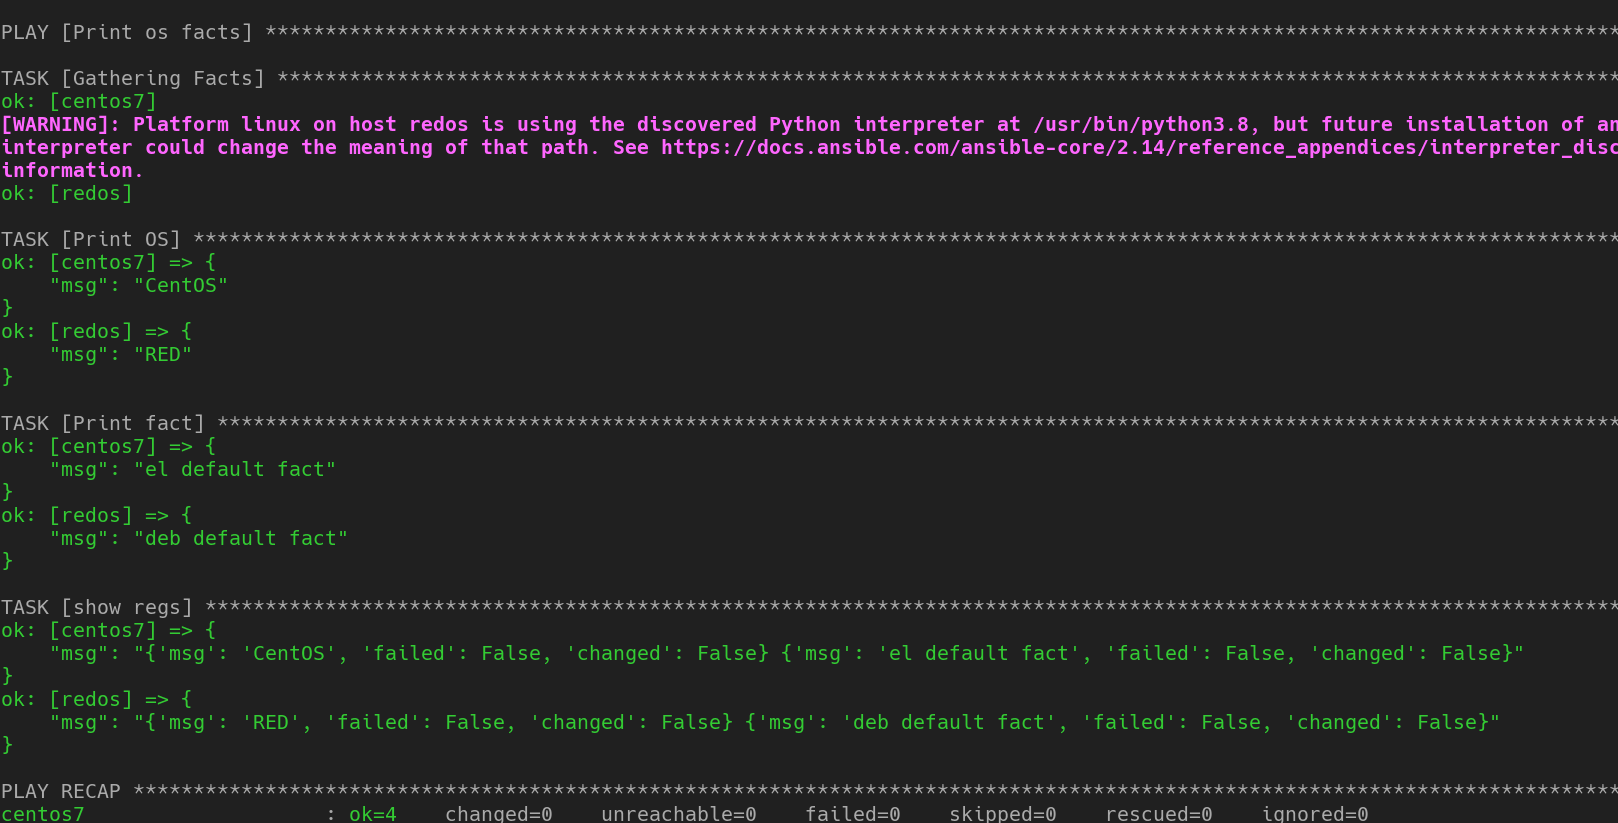 PLAY [Print os facts] *****************************************************************************************************************
TASK [Gathering Facts] ****************************************************************************************************************
ok: [centos7]
[WARNING]: Platform linux on host redos is using the discovered Python interpreter at /usr/bin/python3.8, but future installation of an
interpreter could change the meaning of that path. See https://docs.ansible.com/ansible-core/2.14/reference_appendices/interpreter_disc
information.
ok: [redos]
TASK [Print OS] ***********************************************************************************************************************
ok: [centos7] => {
    "msg": "CentOS"
}
ok: [redos] => {
    "msg": "RED"
}
TASK [Print fact] *********************************************************************************************************************
ok: [centos7] => {
    "msg": "el default fact"
}
ok: [redos] => {
    "msg": "deb default fact"
}
TASK [show regs] **********************************************************************************************************************
ok: [centos7] => {
    "msg": "{'msg': 'CentOS', 'failed': False, 'changed': False} {'msg': 'el default fact', 'failed': False, 'changed': False}"
}
ok: [redos] => {
    "msg": "{'msg': 'RED', 'failed': False, 'changed': False} {'msg': 'deb default fact', 'failed': False, 'changed': False}"
}
PLAY RECAP ****************************************************************************************************************************
centos7                    : ok=4    changed=0    unreachable=0    failed=0    skipped=0    rescued=0    ignored=0